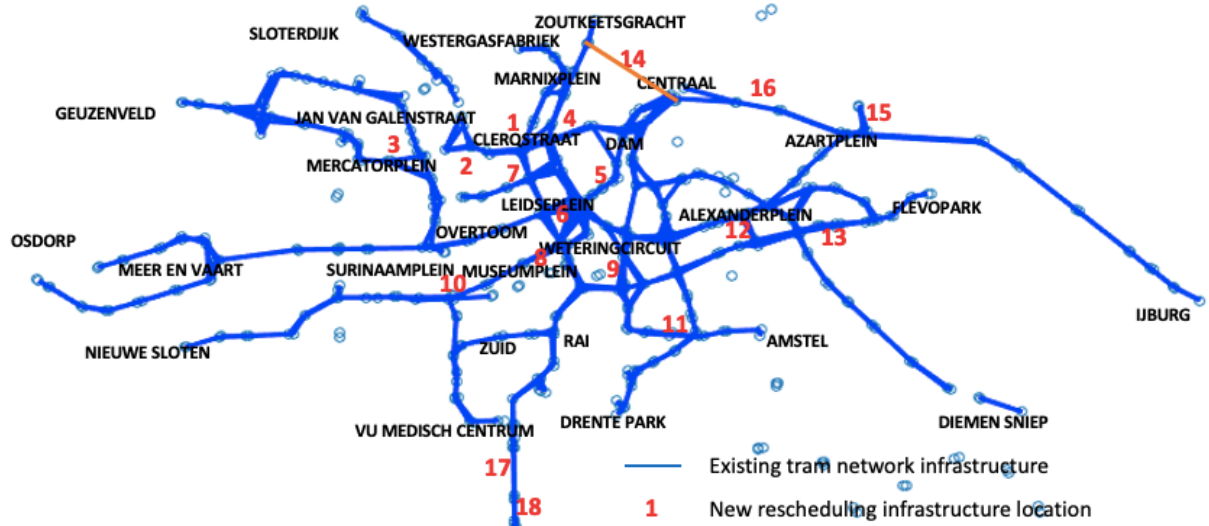 ZOUTKEETSGRACHT
SLOTERDIJK
WESTERGASFABRIEK
14
MARNIXPLEIN
CENTRAAL
16
GEUZENVELD
JAN VAN GALENSTRAAT
1
4
15
CLERQSTRAAT
DAM
AZARTPLEIN
3
MERCATORPLEIN
2
7
5
LEIDSEPLEIN
6
ALEXANDERPLEIN
FLEVOPARK
OSDORP
OVERTOOM
12
13
WETERINGCIRCUIT
MEER EN VAART
SURINAAMPLEIN
MUSEUMPLEIN
8
9
10
IJBURG
NIEUWE SLOTEN
ZUID
RAI
11
AMSTEL
VU MEDISCH CENTRUM
DRENTE PARK
DIEMEN SNIEP
17
Existing tram network infrastructure
18
1 New rescheduling infrastructure location